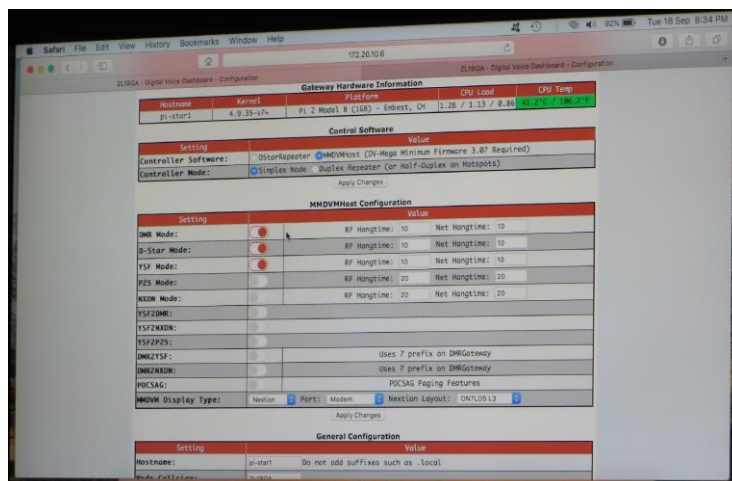 Safari File Edit View History Bookmarks Window Help 92% Tue 18 Sep 8:34 PM
172.20.10.6
ZL1BQA - Digital Voice Dashboard - Configuration ZL1BQA - Digital Voice Dashboard - Configuration
Gateway Hardware Information
Hostname Kernel Platform CPU Load CPU Temp
pi-star1 4.9.35-v7+ Pi 2 Model B (1GB) - Embest, CH 1.26 / 1.13 / 0.86 41.2°C / 106.2°F
Control Software
Setting Value
Controller Software: DStarRepeater MMDVMHost (DV-Mega Minimum Firmware 3.07 Required)
Controller Mode: Simplex Node Duplex Repeater (or Half-Duplex on Hotspots)
Apply Changes
MMDVMHost Configuration
Setting Value
DMR Mode: RF Hangtime: 10 Net Hangtime: 10
D-Star Mode: RF Hangtime: 10 Net Hangtime: 10
YSF Mode: RF Hangtime: 10 Net Hangtime: 10
P25 Mode: RF Hangtime: 20 Net Hangtime: 20
NXDN Mode: RF Hangtime: 20 Net Hangtime: 20
YSF2DMR:
YSF2NXDN:
YSF2P25:
DMR2YSF: Uses 7 prefix on DMRGateway
DMR2NXDN: Uses 7 prefix on DMRGateway
POCSAG: POCSAG Paging Features
MMDVM Display Type: Nextion Port: Modem Nextion Layout: ON7LDS L3
Apply Changes
General Configuration
Setting Value
Hostname: pi-star1 Do not add suffixes such as .local
Node Callsign: ZL1BQA